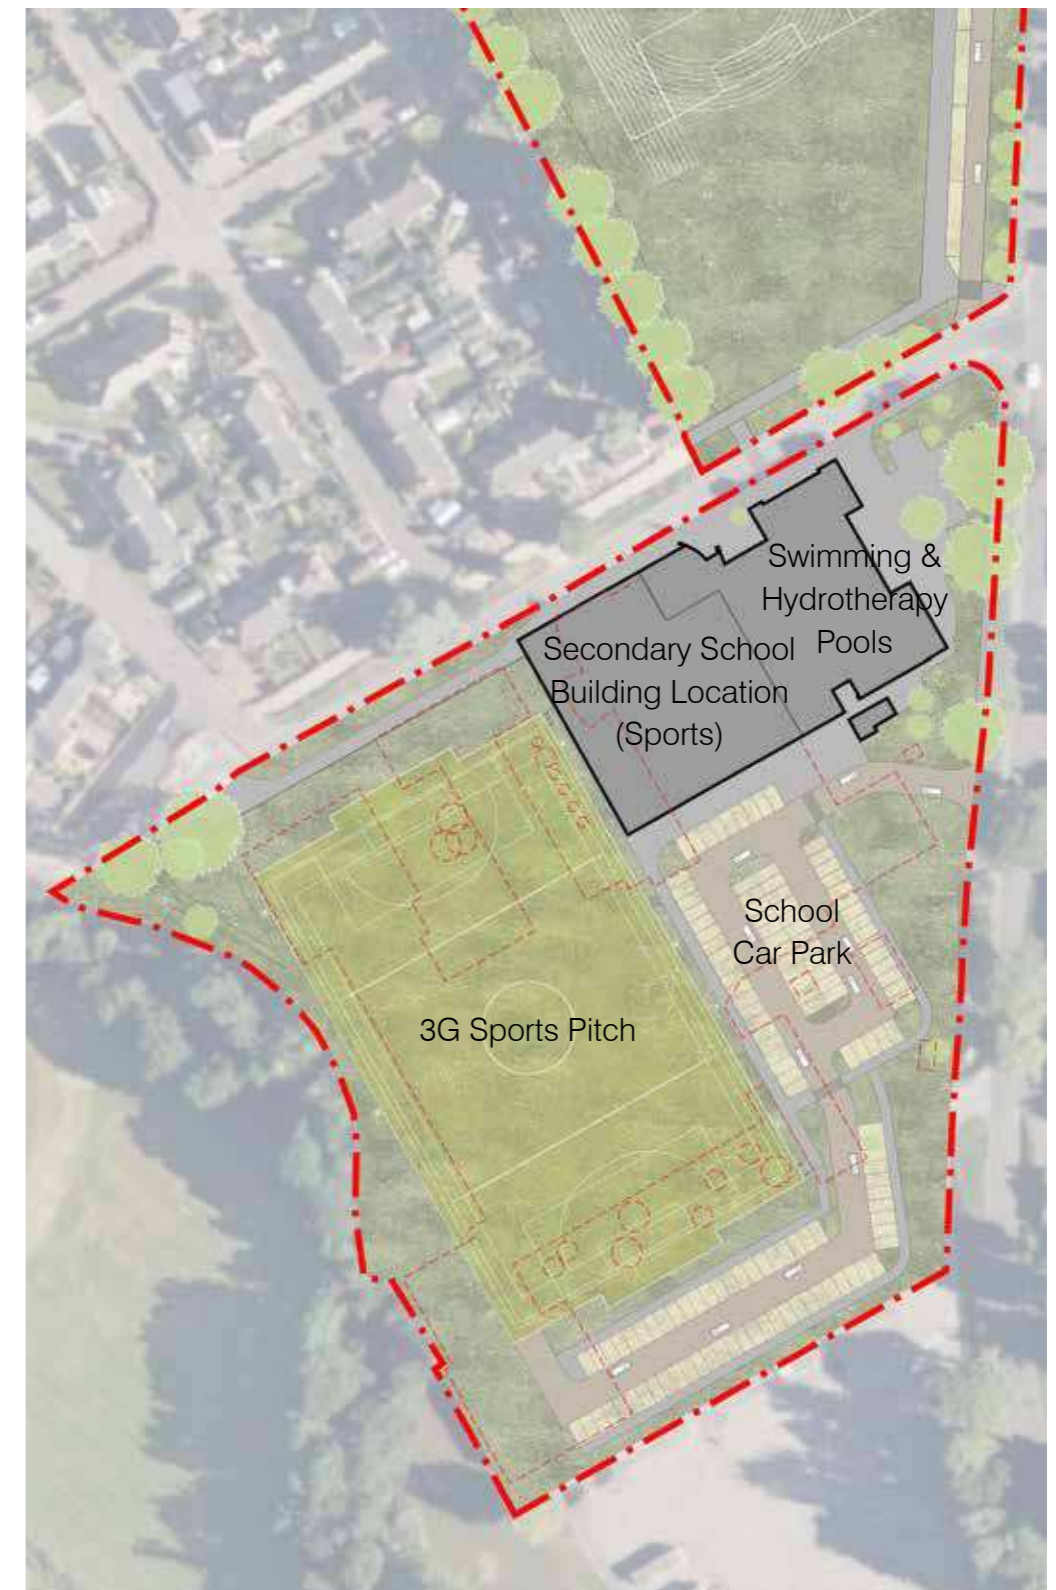 Swimming &
Hydrotherapy
Pools
Secondary School
Building Location
(Sports)
School
Car Park
3G Sports Pitch